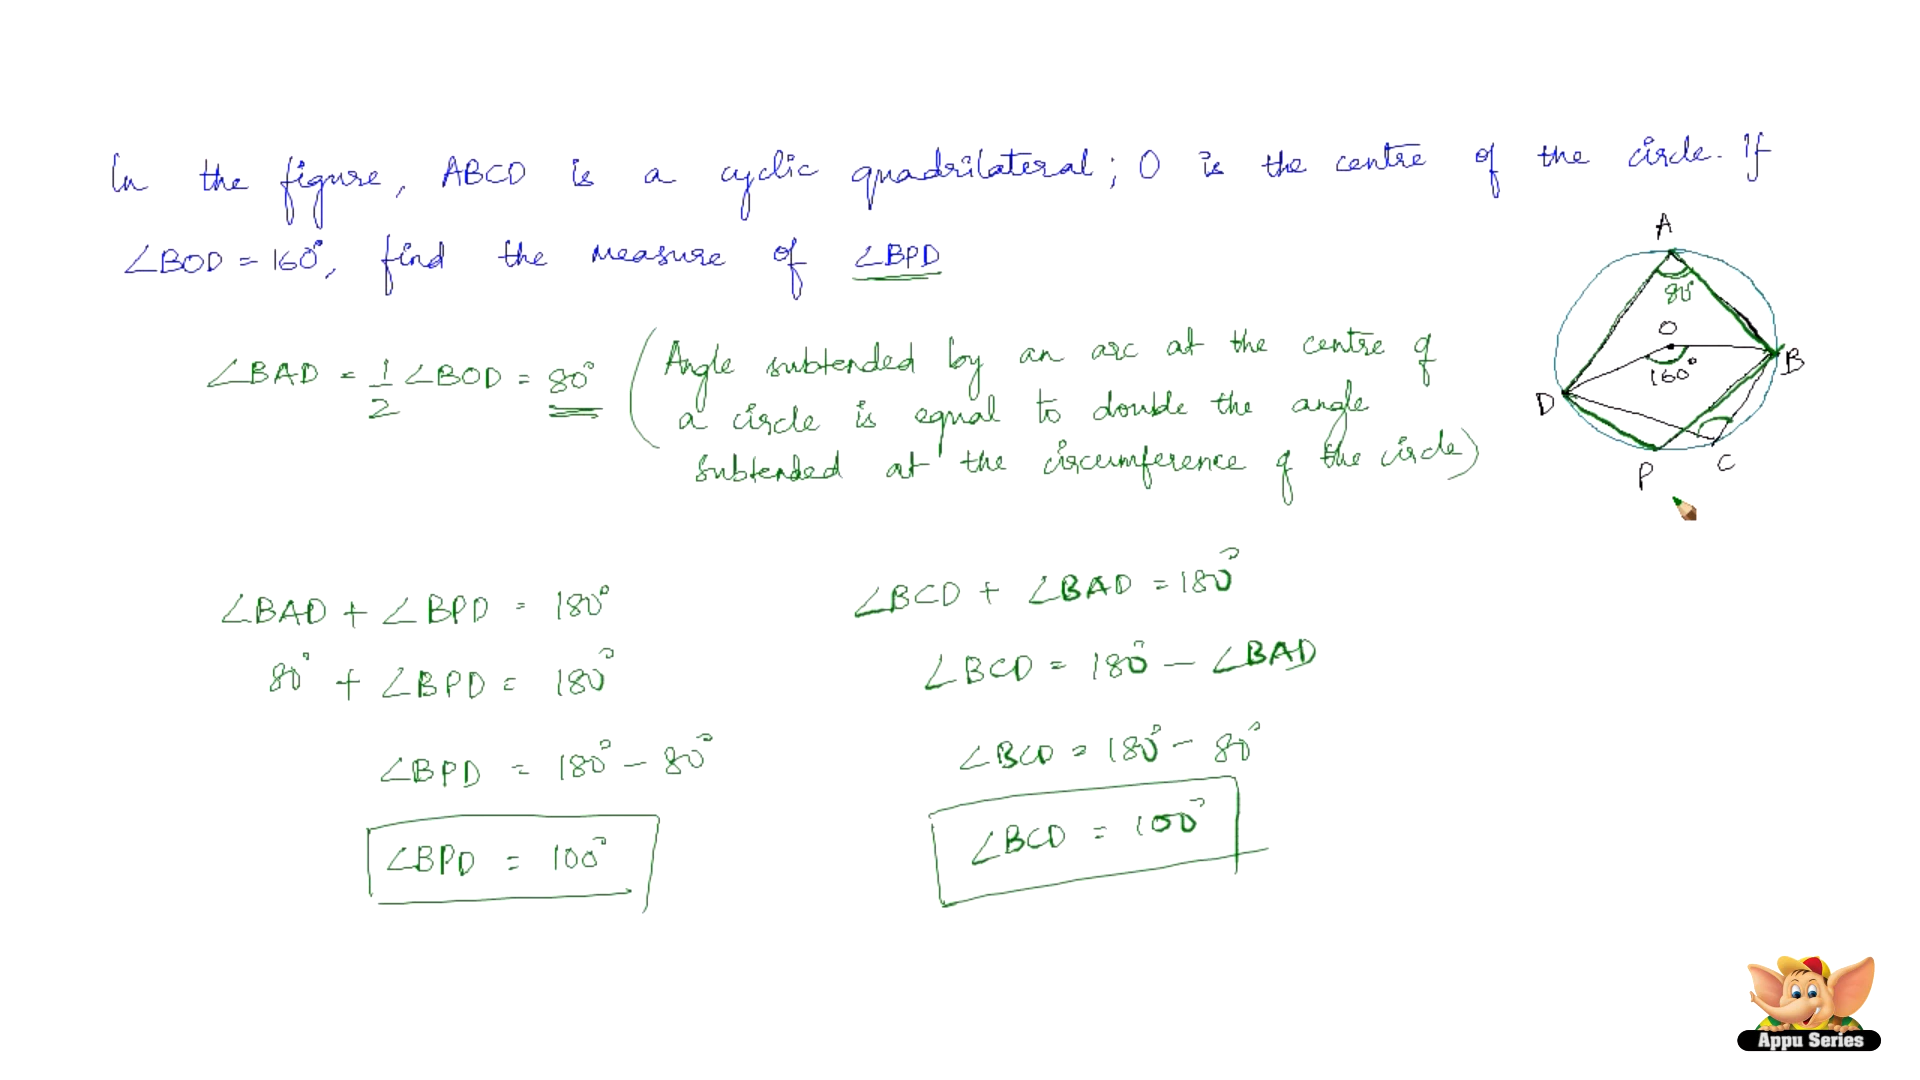 In the figure, ABCD is a cyclic quadrilateral; O is the centre of the circle. If
∠BOD = 160°, find the measure of ∠BPD
∠BAD = 1/2 ∠BOD = 80° (Angle subtended by an arc at the centre of
a circle is equal to double the angle
subtended at the circumference of the circle)
A
80°
O
160°
B
D
P
C
∠BAD + ∠BPD = 180°
80° + ∠BPD = 180°
∠BPD = 180° - 80°
∠BPD = 100°
∠BCD + ∠BAD = 180°
∠BCD = 180° - ∠BAD
∠BCD = 180° - 80°
∠BCD = 100°
Appu Series